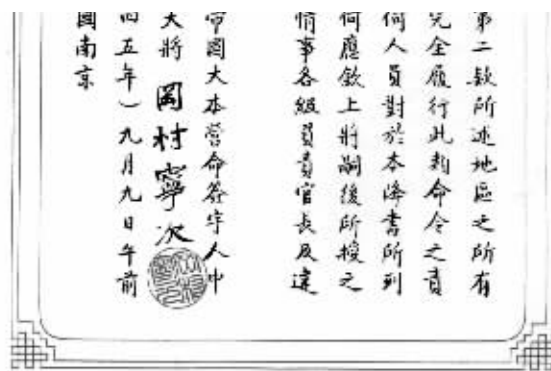 第二款所述地區之所有
完全履行此類命令之責
何人員對於本降書所列
何應欽上將嗣後所授之
情事各級負責官長及違
帝國大本營命簽字人中
大將 岡村寧次
四五年）九月九日午前
國南京